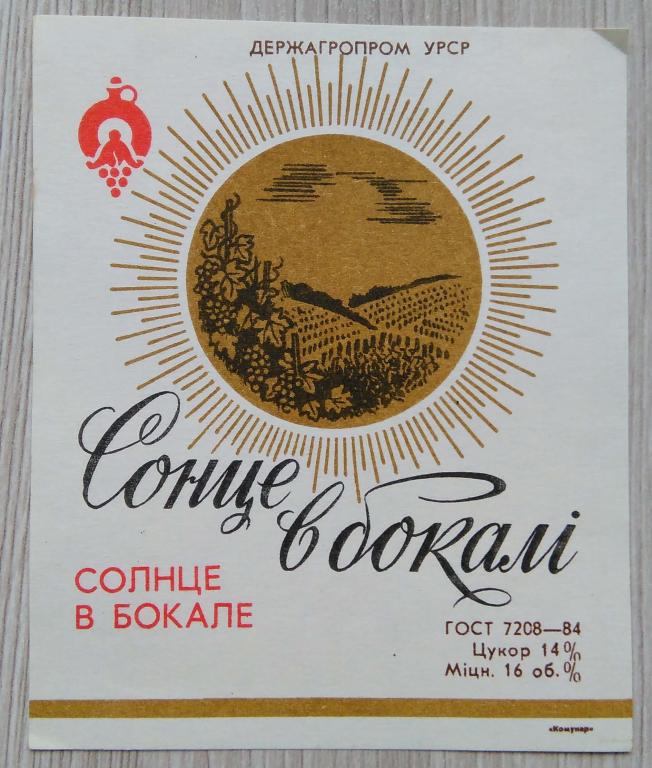 ДЕРЖАГРОПРОМ УРСР
Сонце
в бокалі
СОЛНЦЕ
В БОКАЛЕ
ГОСТ 7208—84
Цукор 14%
Міцн. 16 об.%
«Комунар»